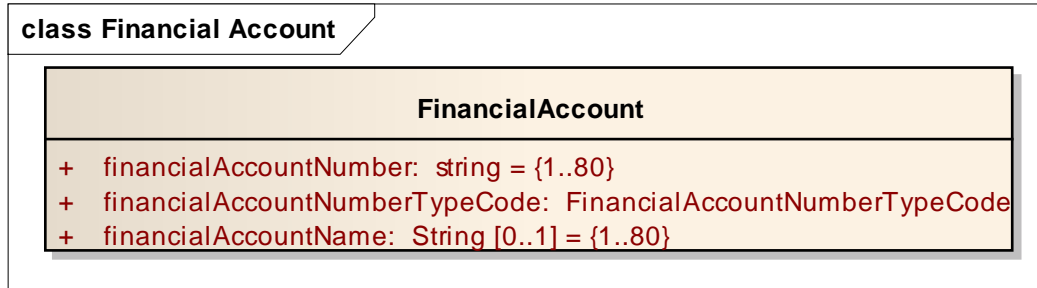 class Financial Account
FinancialAccount
+ financialAccountNumber: string = {1..80}
+ financialAccountNumberTypeCode: FinancialAccountNumberTypeCode
+ financialAccountName: String [0..1] = {1..80}